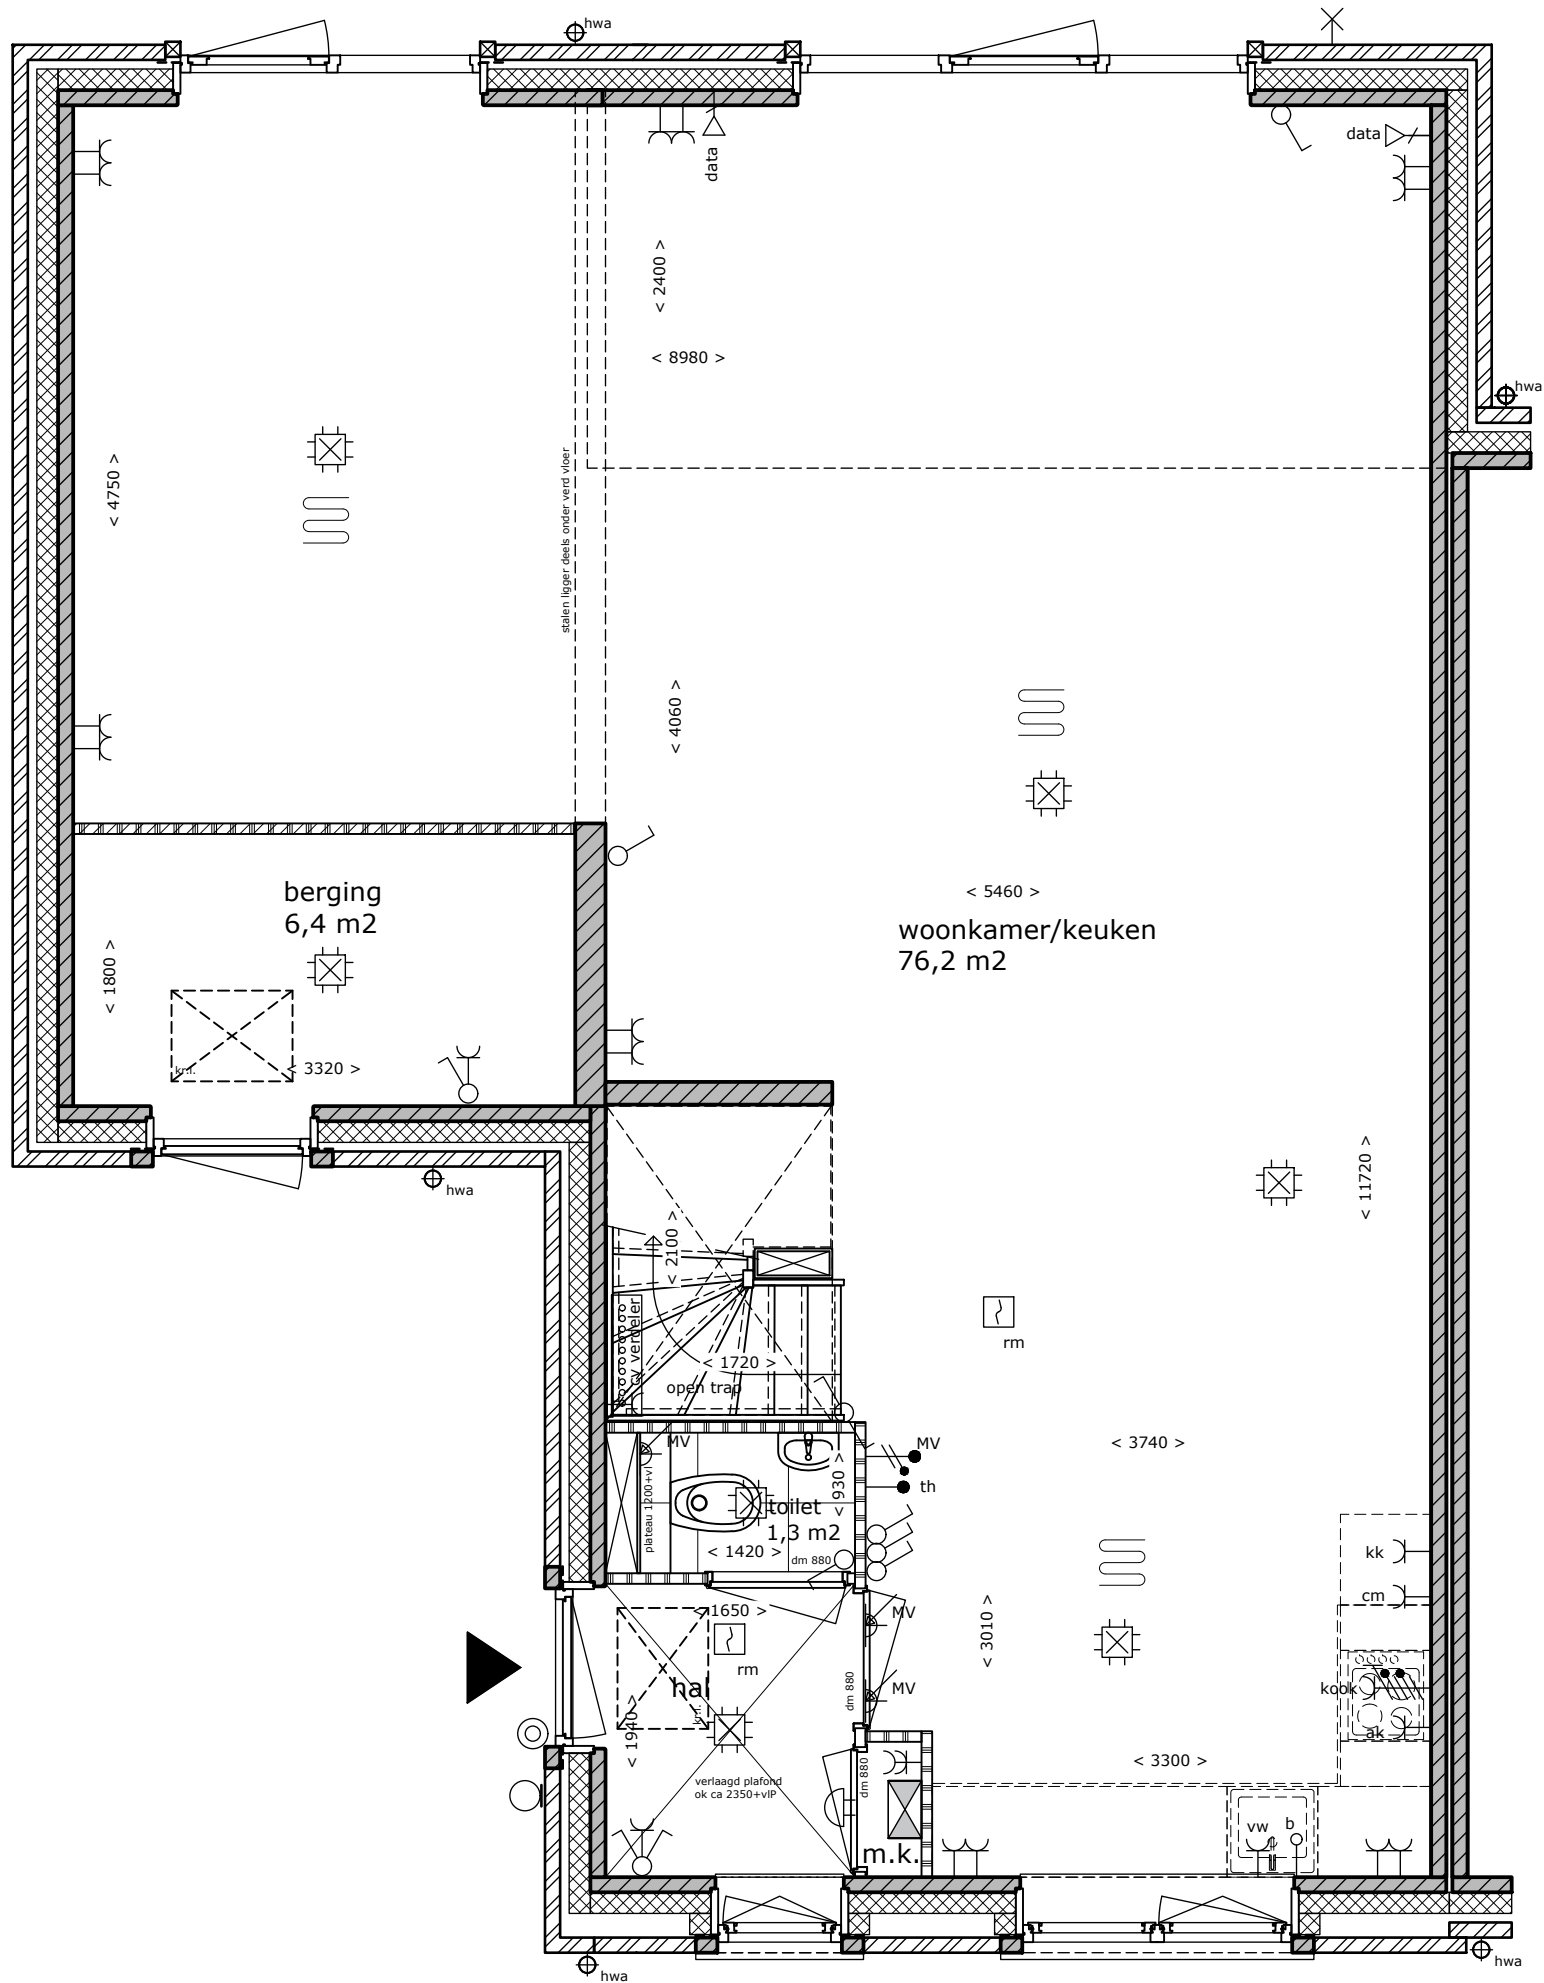 hwa
data
data
< 2400 >
< 8980 >
hwa
< 4750 >
stalen ligger deels onder verd vloer
< 4060 >
berging
6,4 m2
< 5460 >
woonkamer/keuken
76,2 m2
< 1800 >
kr.l.
< 3320 >
hwa
< 11720 >
< 2100 >
cv verdeler
rm
< 1720 >
open trap
MV
MV
< 3740 >
th
plateau 1200+vl
< 930 >
toilet
1,3 m2
< 1420 >
dm 880
kk
cm
< 1650 >
MV
< 3010 >
rm
hal
kr.l.
dm 880
MV
kook
ak
< 1940 >
< 3300 >
verlaagd plafond
ok ca 2350+vlP
dm 880
m.k.
vw
b
hwa
hwa